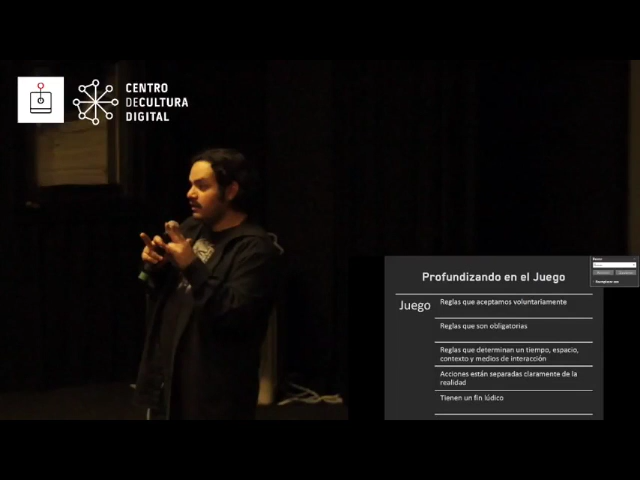 CENTRO
DECULTURA
DIGITAL
Profundizando en el Juego
Juego
Reglas que aceptamos voluntariamente
Reglas que son obligatorias
Reglas que determinan un tiempo, espacio,
contexto y medios de interacción
Acciones están separadas claramente de la
realidad
Tienen un fin lúdico